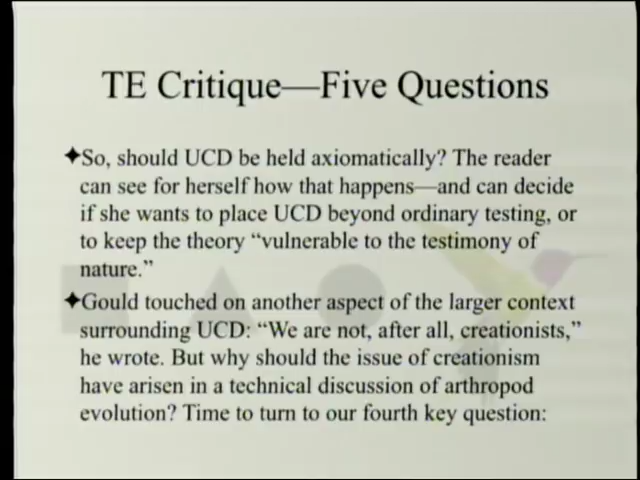 TE Critique—Five Questions
✦So, should UCD be held axiomatically? The reader
can see for herself how that happens—and can decide
if she wants to place UCD beyond ordinary testing, or
to keep the theory “vulnerable to the testimony of
nature.”
✦Gould touched on another aspect of the larger context
surrounding UCD: “We are not, after all, creationists,”
he wrote. But why should the issue of creationism
have arisen in a technical discussion of arthropod
evolution? Time to turn to our fourth key question: